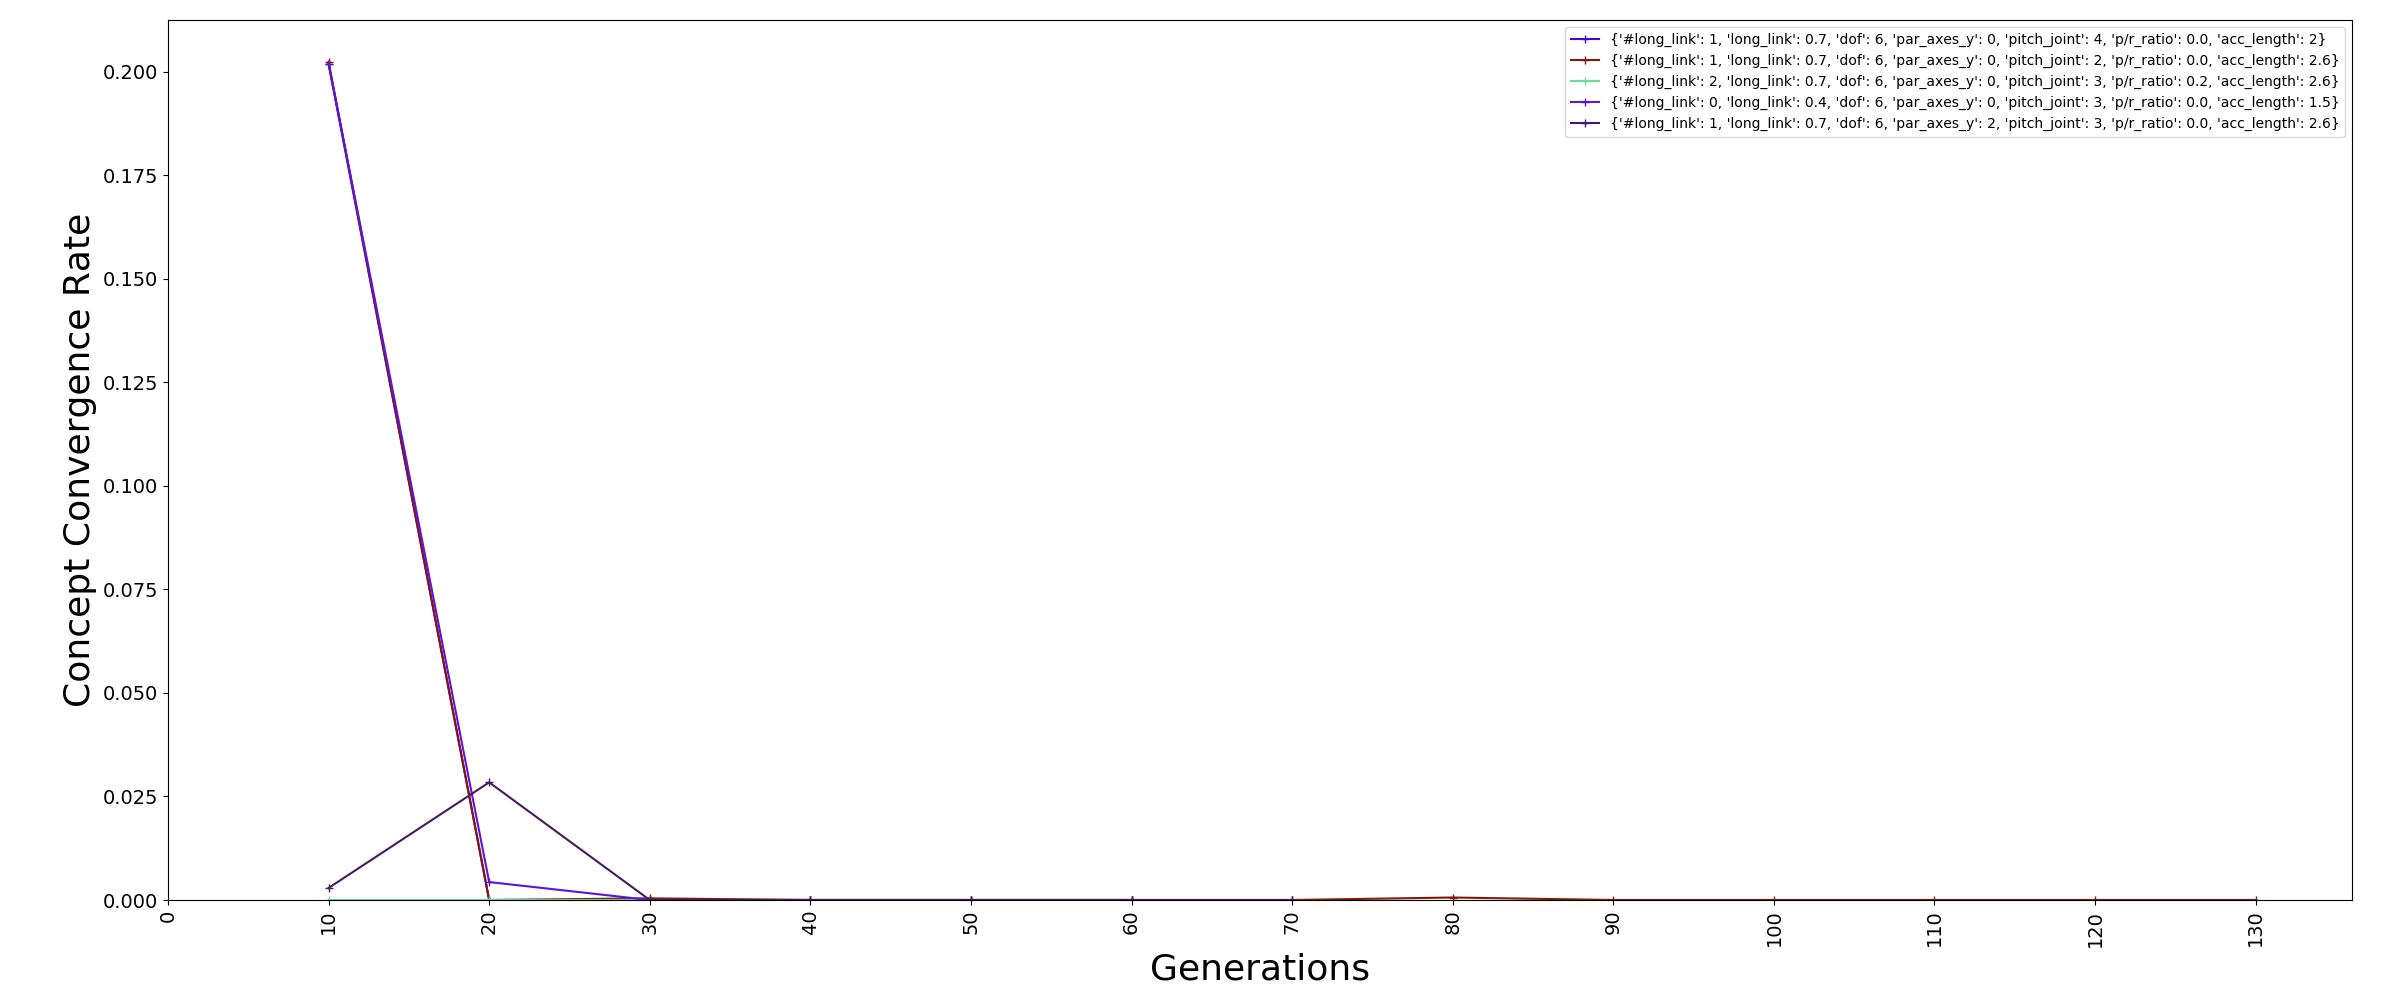 {'#long_link': 1, 'long_link': 0.7, 'dof': 6, 'par_axes_y': 0, 'pitch_joint': 4, 'p/r_ratio': 0.0, 'acc_length': 2}
{'#long_link': 1, 'long_link': 0.7, 'dof': 6, 'par_axes_y': 0, 'pitch_joint': 2, 'p/r_ratio': 0.0, 'acc_length': 2.6}
{'#long_link': 2, 'long_link': 0.7, 'dof': 6, 'par_axes_y': 0, 'pitch_joint': 3, 'p/r_ratio': 0.2, 'acc_length': 2.6}
{'#long_link': 0, 'long_link': 0.4, 'dof': 6, 'par_axes_y': 0, 'pitch_joint': 3, 'p/r_ratio': 0.0, 'acc_length': 1.5}
{'#long_link': 1, 'long_link': 0.7, 'dof': 6, 'par_axes_y': 2, 'pitch_joint': 3, 'p/r_ratio': 0.0, 'acc_length': 2.6}
Concept Convergence Rate
0.200
0.175
0.150
0.125
0.100
0.075
0.050
0.025
0.000
0 10 20 30 40 50 60 70 80 90 100 110 120 130
Generations